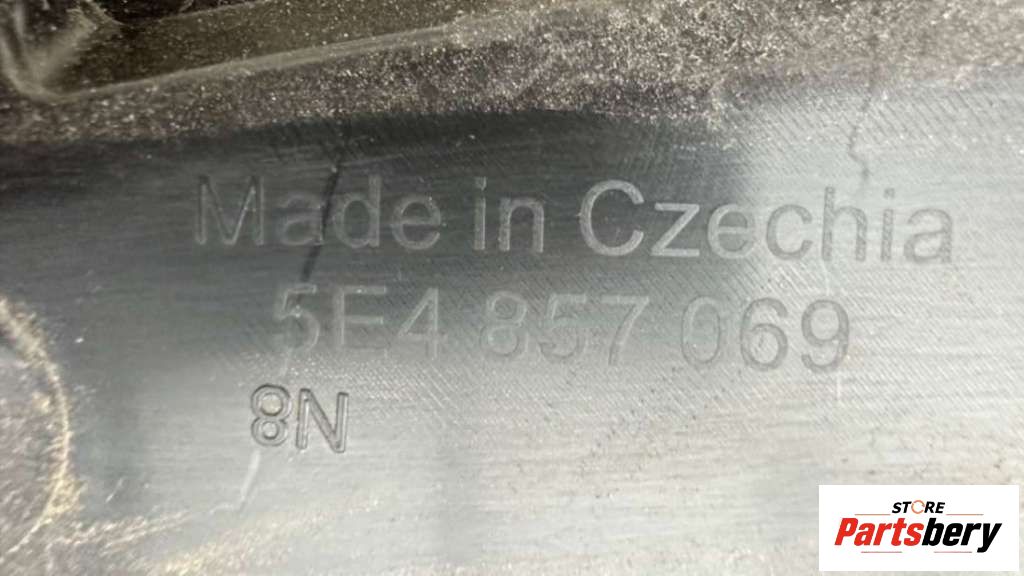 Made in Czechia
5E4 857 069
8N
STORE
Partsbery